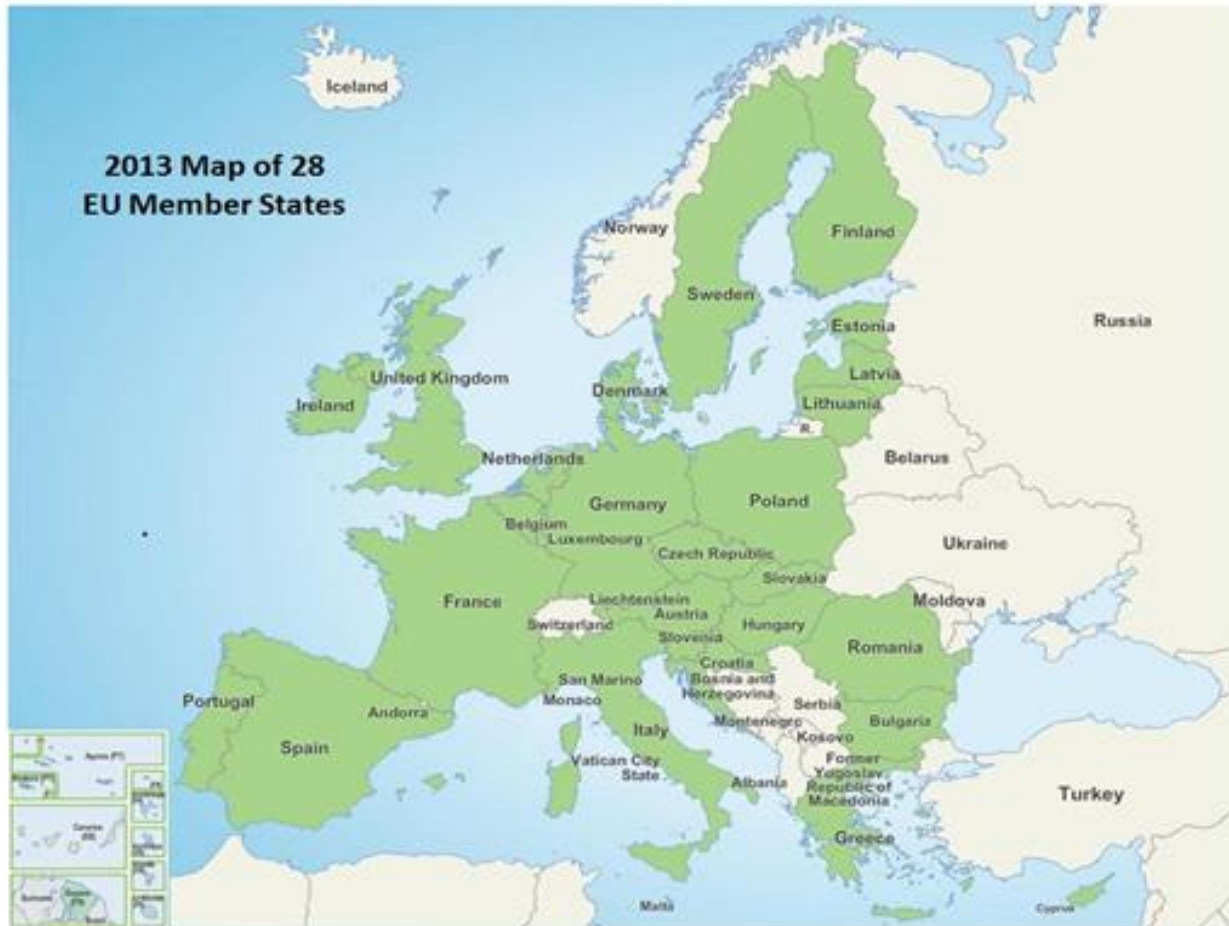 Iceland
2013 Map of 28
EU Member States
Norway
Finland
Sweden
Russia
Estonia
Latvia
Lithuania
R.
United Kingdom
Denmark
Ireland
Netherlands
Belarus
Germany
Poland
Belgium
Luxembourg
Ukraine
Czech Republic
Slovakia
France
Liechtenstein
Moldova
Austria
Switzerland
Hungary
Slovenia
Romania
Croatia
San Marino
Bosnia and
Herzegovina
Monaco
Serbia
Portugal
Andorra
Montenegro
Bulgaria
Italy
Kosovo
Spain
Vatican City
State
Former
Yugoslav
Republic of
Macedonia
Albania
Turkey
Greece
Malta
Cyprus